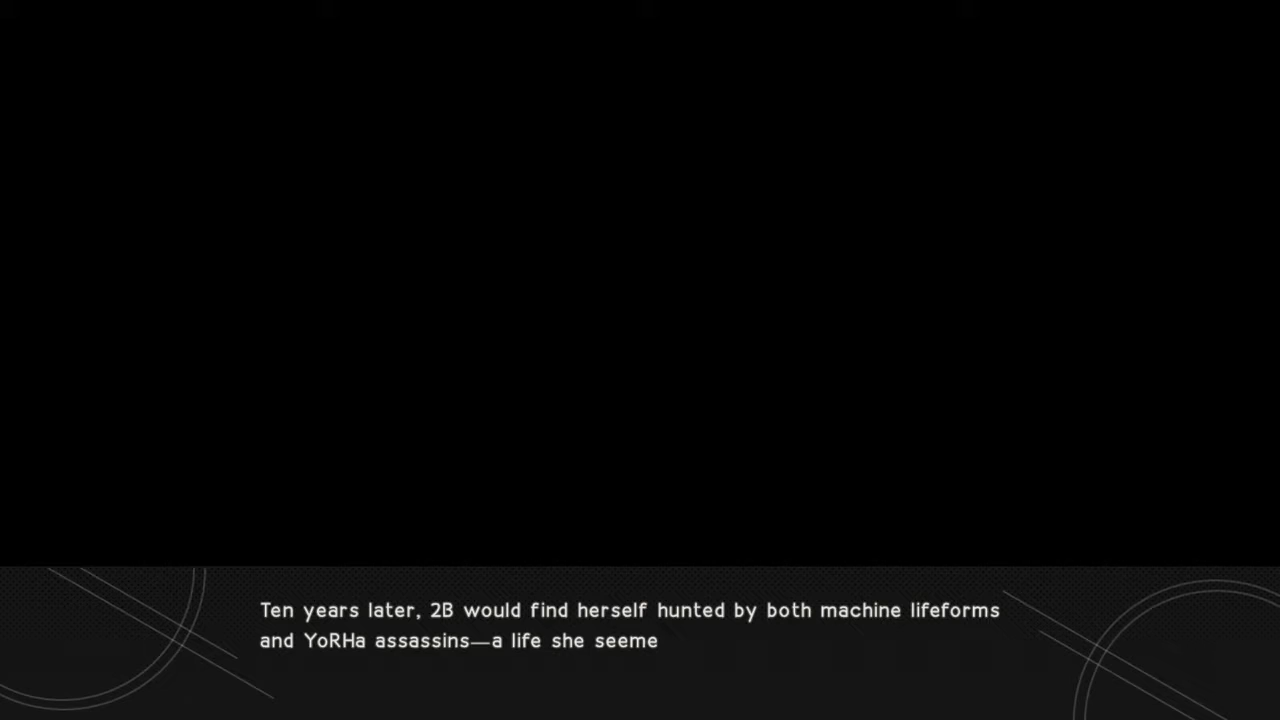 Ten years later, 2B would find herself hunted by both machine lifeforms
and YoRHa assassins—a life she seeme